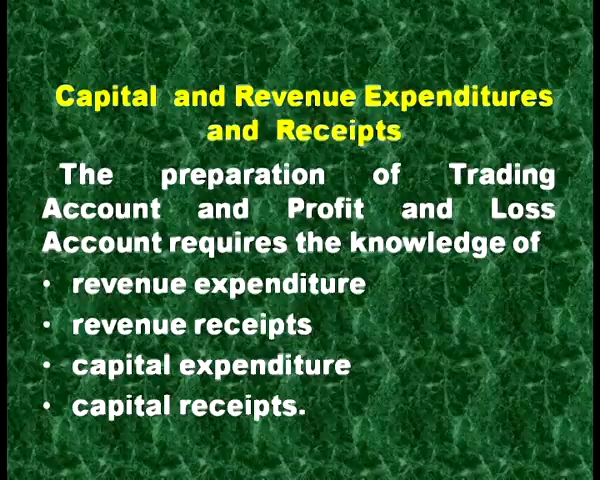 Capital and Revenue Expenditures
and Receipts
The preparation of Trading
Account and Profit and Loss
Account requires the knowledge of
• revenue expenditure
• revenue receipts
• capital expenditure
• capital receipts.